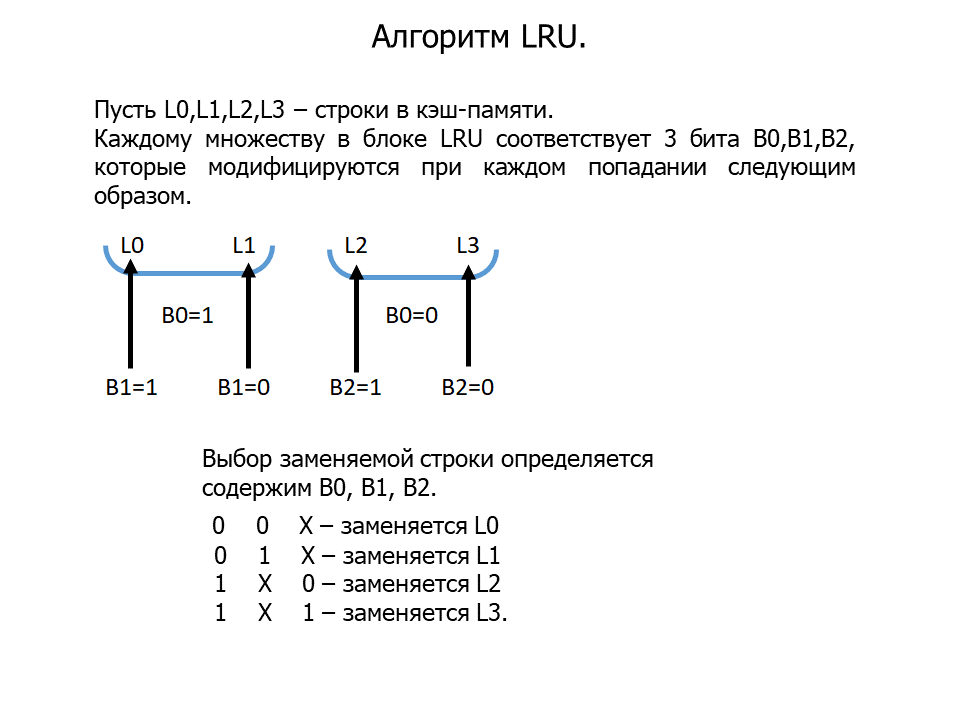 Алгоритм LRU.
Пусть L0,L1,L2,L3 – строки в кэш-памяти.
Каждому множеству в блоке LRU соответствует 3 бита B0,B1,B2,
которые модифицируются при каждом попадании следующим
образом.
L0 L1 L2 L3
B0=1 B0=0
B1=1 B1=0 B2=1 B2=0
Выбор заменяемой строки определяется
содержим B0, B1, B2.
0 0 X – заменяется L0
0 1 X – заменяется L1
1 X 0 – заменяется L2
1 X 1 – заменяется L3.